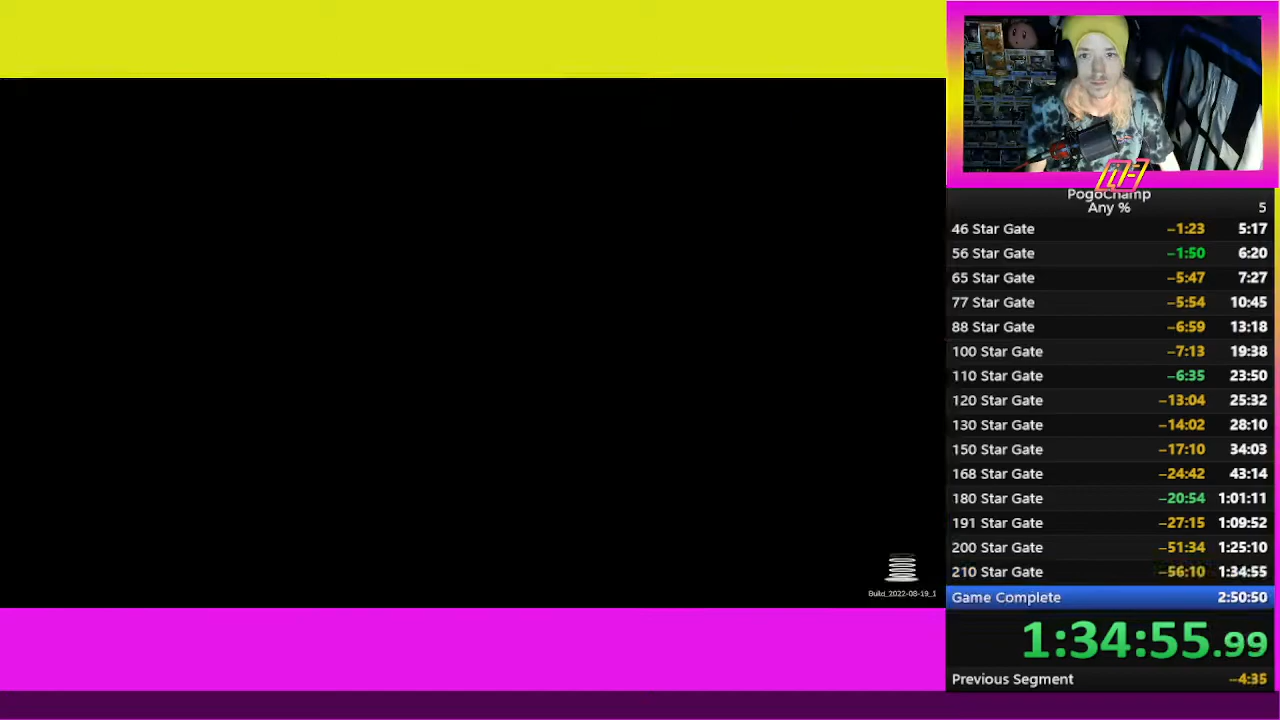 PogoChamp
Any % 5
46 Star Gate −1:23 5:17
56 Star Gate −1:50 6:20
65 Star Gate −5:47 7:27
77 Star Gate −5:54 10:45
88 Star Gate −6:59 13:18
100 Star Gate −7:13 19:38
110 Star Gate −6:35 23:50
120 Star Gate −13:04 25:32
130 Star Gate −14:02 28:10
150 Star Gate −17:10 34:03
168 Star Gate −24:42 43:14
180 Star Gate −20:54 1:01:11
191 Star Gate −27:15 1:09:52
200 Star Gate −51:34 1:25:10
210 Star Gate −56:10 1:34:55
Game Complete 2:50:50
1:34:55.99
Previous Segment −4:35
Build_2022-08-19_1